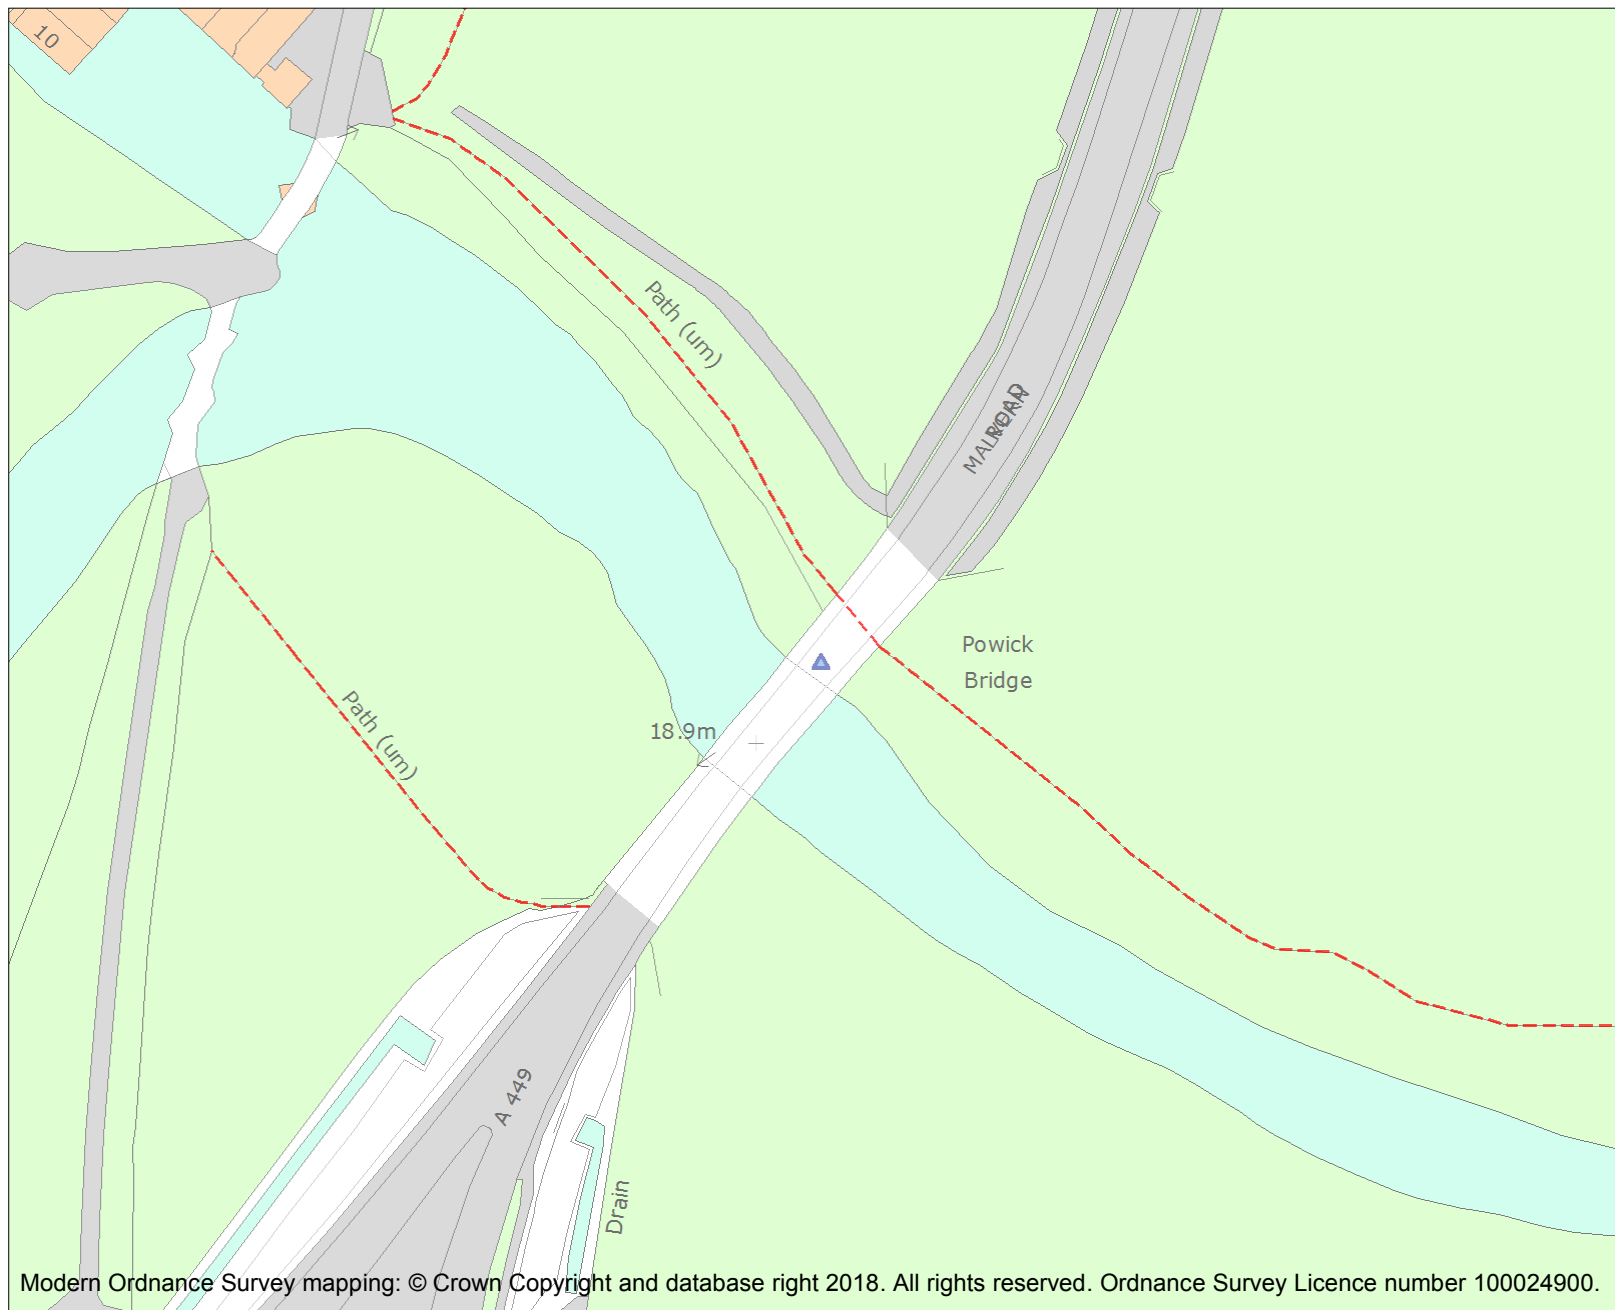 10
Path (um)
MALVERN
ROAD
Powick
Bridge
18.9m
Path (um)
A 449
Drain
Modern Ordnance Survey mapping: © Crown Copyright and database right 2018. All rights reserved. Ordnance Survey Licence number 100024900.